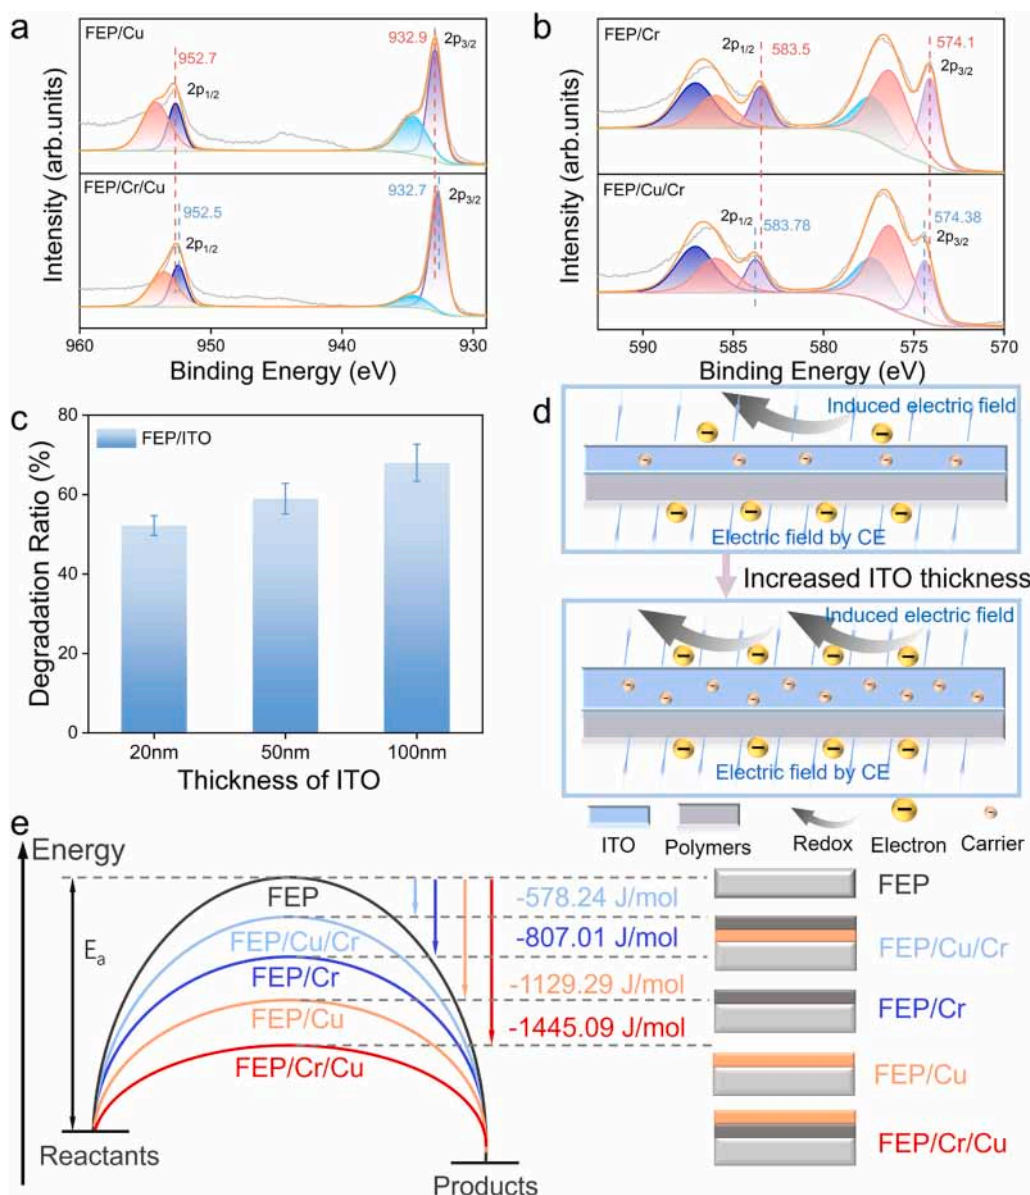 a
FEP/Cu
952.7
932.9
2p3/2
2p1/2
FEP/Cr/Cu
952.5
932.7
2p3/2
2p1/2
Intensity (arb.units)
960
950
940
930
Binding Energy (eV)
b
FEP/Cr
2p1/2
583.5
574.1
2p3/2
FEP/Cu/Cr
2p1/2
583.78
574.38
2p3/2
Intensity (arb.units)
590
585
580
575
570
Binding Energy (eV)
c
FEP/ITO
Degradation Ratio (%)
80
60
40
20
0
20nm
50nm
100nm
Thickness of ITO
d
Induced electric field
Electric field by CE
Increased ITO thickness
Induced electric field
Electric field by CE
ITO
Polymers
Redox
Electron
Carrier
e
Energy
Ea
FEP
FEP/Cu/Cr
FEP/Cr
FEP/Cu
FEP/Cr/Cu
Reactants
Products
-578.24 J/mol
-807.01 J/mol
-1129.29 J/mol
-1445.09 J/mol
FEP
FEP/Cu/Cr
FEP/Cr
FEP/Cu
FEP/Cr/Cu